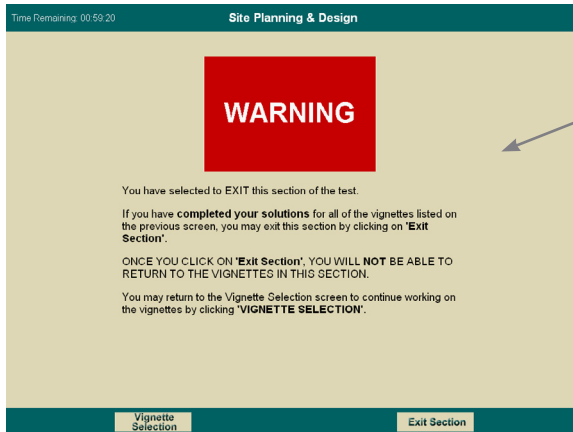 Time Remaining: 00:59:20
Site Planning & Design
WARNING
You have selected to EXIT this section of the test.
If you have completed your solutions for all of the vignettes listed on
the previous screen, you may exit this section by clicking on 'Exit
Section'.
ONCE YOU CLICK ON 'Exit Section', YOU WILL NOT BE ABLE TO
RETURN TO THE VIGNETTES IN THIS SECTION.
You may return to the Vignette Selection screen to continue working on
the vignettes by clicking 'VIGNETTE SELECTION'.
Vignette
Selection
Exit Section